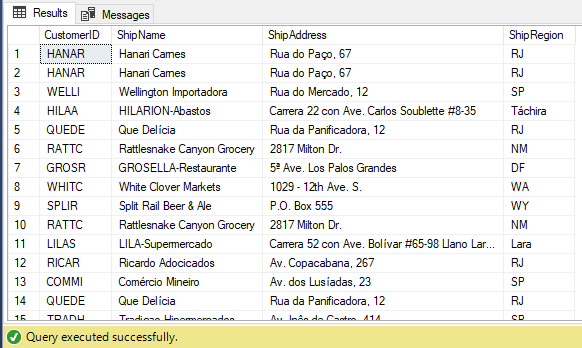 Results Messages
CustomerID ShipName ShipAddress ShipRegion
1 HANAR Hanari Carnes Rua do Paço, 67 RJ
2 HANAR Hanari Carnes Rua do Paço, 67 RJ
3 WELLI Wellington Importadora Rua do Mercado, 12 SP
4 HILAA HILARION-Abastos Carrera 22 con Ave. Carlos Soublette #8-35 Táchira
5 QUEDE Que Delícia Rua da Panificadora, 12 RJ
6 RATTC Rattlesnake Canyon Grocery 2817 Milton Dr. NM
7 GROSR GROSELLA-Restaurante 5ª Ave. Los Palos Grandes DF
8 WHITC White Clover Markets 1029 - 12th Ave. S. WA
9 SPLIR Split Rail Beer & Ale P.O. Box 555 WY
10 RATTC Rattlesnake Canyon Grocery 2817 Milton Dr. NM
11 LILAS LILA-Supermercado Carrera 52 con Ave. Bolívar #65-98 Llano Lar... Lara
12 RICAR Ricardo Adocicados Av. Copacabana, 267 RJ
13 COMMI Comércio Mineiro Av. dos Lusíadas, 23 SP
14 QUEDE Que Delícia Rua da Panificadora, 12 RJ
15 TRADH Tradiçao Hipermercados Av. Inês de Castro, 414 SP
Query executed successfully.